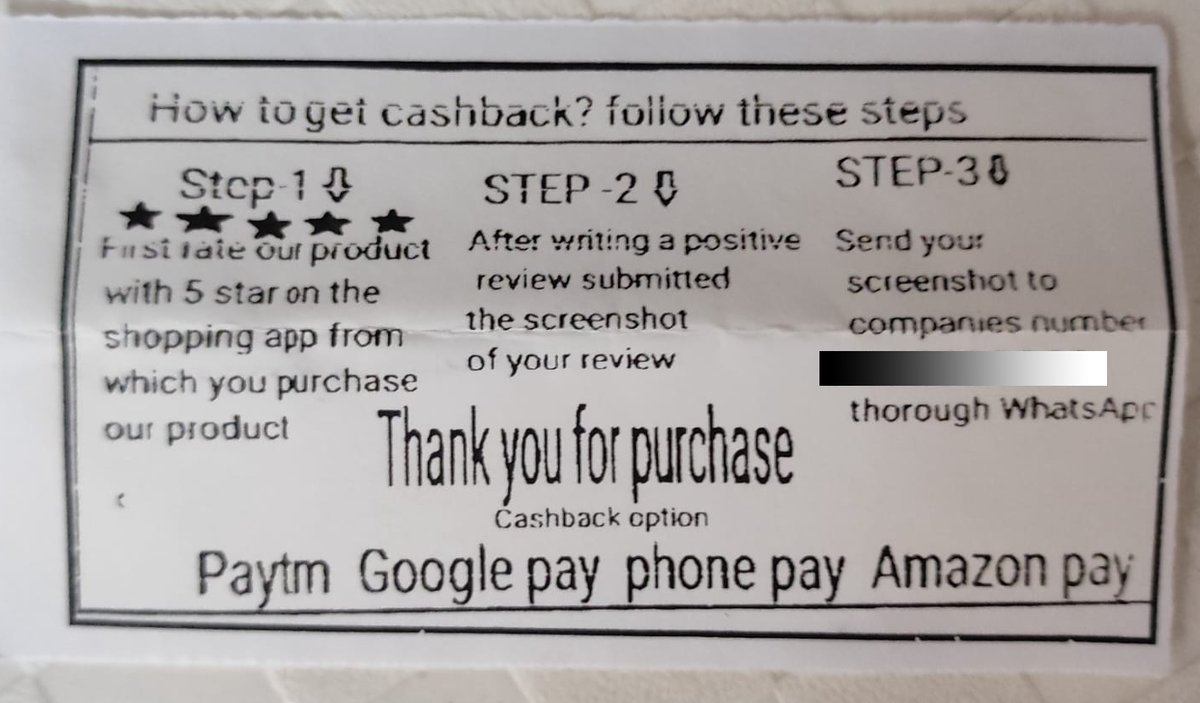 How to get cashback? follow these steps
Step-1
First rate our product
with 5 star on the
shopping app from
which you purchase
our product
STEP -2
After writing a positive
review submitted
the screenshot
of your review
STEP-3
Send your
screenshot to
companies number
thorough WhatsApp
Thank you for purchase
Cashback option
Paytm Google pay phone pay Amazon pay